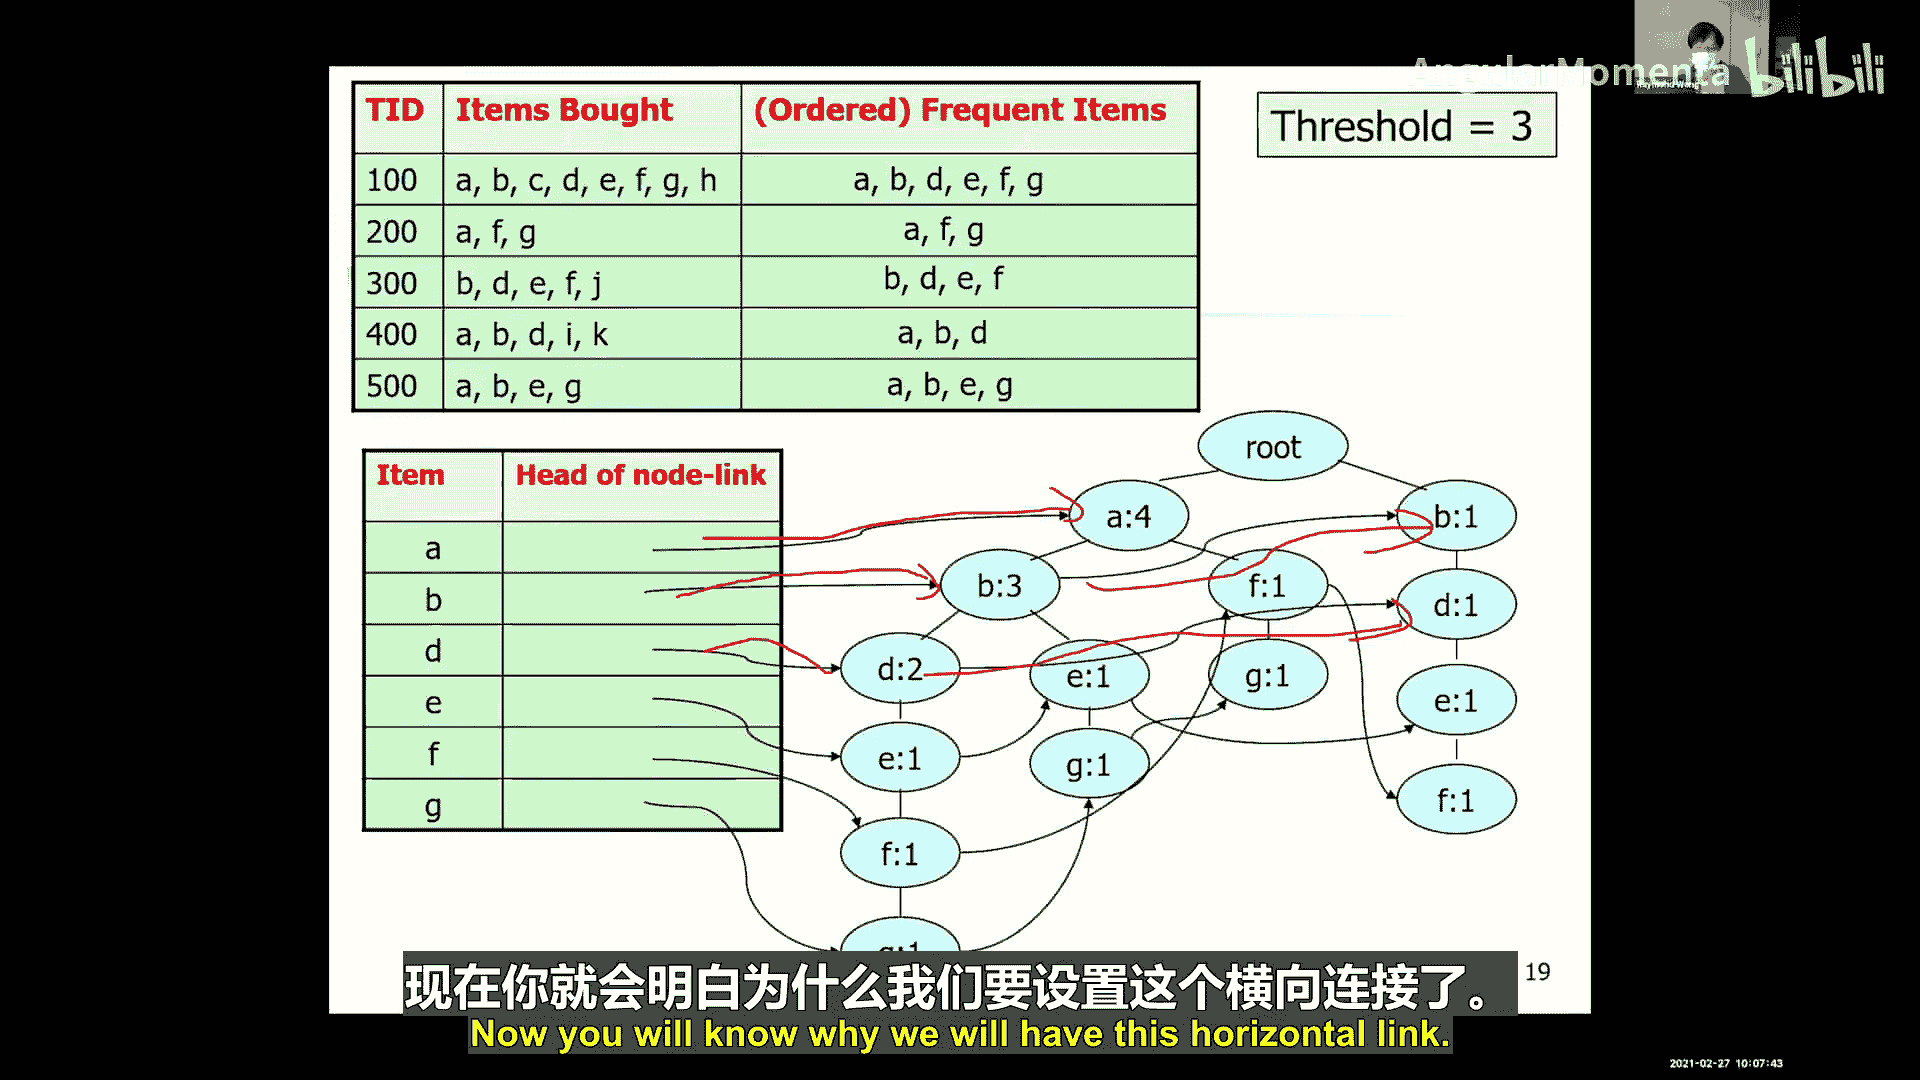 AngularMomenta bilibili
TID Items Bought (Ordered) Frequent Items
100 a, b, c, d, e, f, g, h a, b, d, e, f, g
200 a, f, g a, f, g
300 b, d, e, f, j b, d, e, f
400 a, b, d, i, k a, b, d
500 a, b, e, g a, b, e, g
Threshold = 3
Item Head of node-link
a
b
d
e
f
g
root
a:4
b:1
b:3
f:1
d:1
d:2
e:1
g:1
e:1
e:1
g:1
f:1
f:1
g:1
19
现在你就会明白为什么我们要设置这个横向连接了。
Now you will know why we will have this horizontal link.
2021-02-27 10:07:43